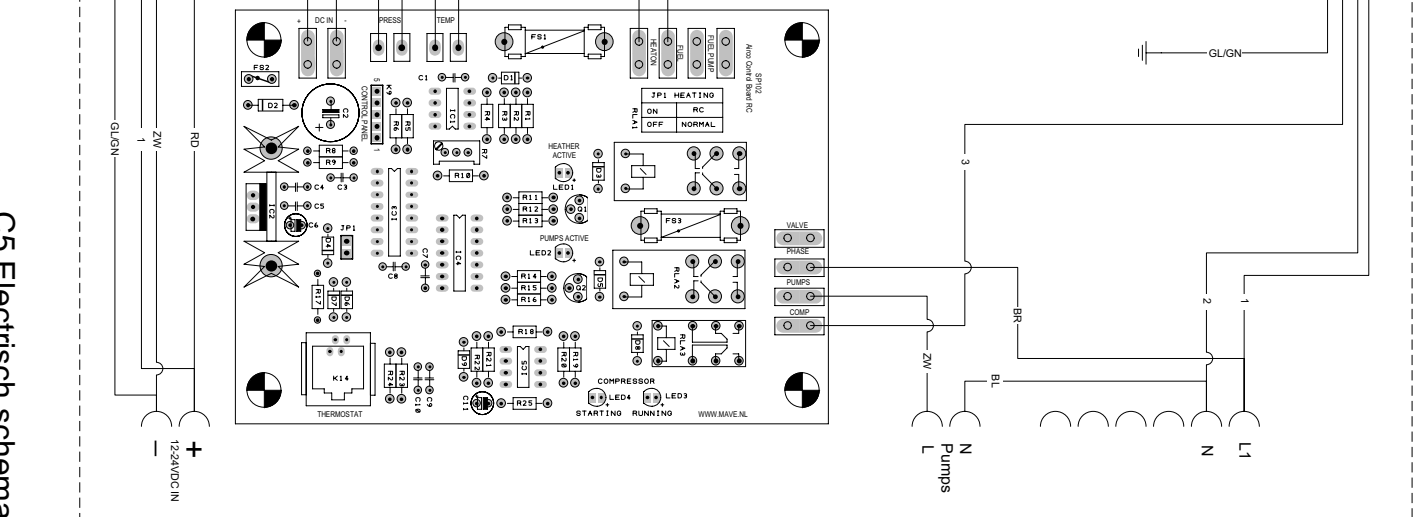 C5 Electrisch schema
GL/GN
1
ZW
RD
12-24VDC IN
+
−
+ DC IN -
PRESS
TEMP
FS1
HEATON
FUEL
FUEL PUMP
SP102
Airco Control Board RC
FS2
D2
C2
+
5
K9
CONTROL PANEL
1
R6
R5
C1
IC1
D1
R4
R3
R2
R1
JP1 HEATING
ON RC
OFF NORMAL
RLA1
R8
R9
C3
C4
C5
C6
IC2
R7
R10
HEATHER
ACTIVE
LED1
+
D3
R11
R12
R13
Q1
IC3
JP1
D4
C7
C8
IC4
FS3
PUMPS ACTIVE
LED2
+
D5
R14
R15
R16
Q2
RLA2
R17
D7
D6
VALVE
PHASE
PUMPS
COMP
K14
THERMOSTAT
R24
R23
C10
C9
D9
R22
R21
R18
IC5
R20
R19
C11
R25
D8
RLA3
COMPRESSOR
LED4
LED3
+
+
STARTING RUNNING
WWW.MAVE.NL
GL/GN
3
BR
ZW
BL
2
1
L
N
Pumps
N
L1